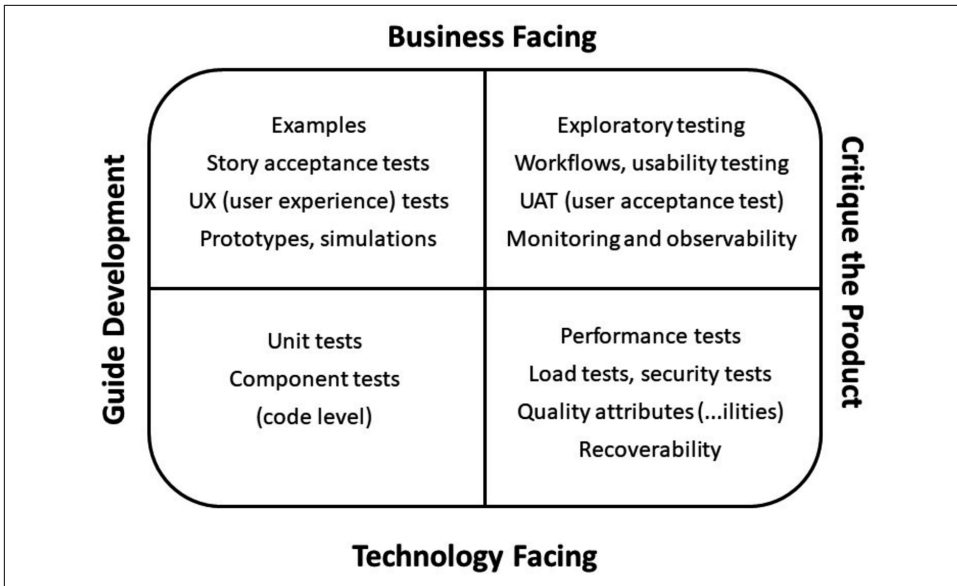 Business Facing
Guide Development
Examples
Story acceptance tests
UX (user experience) tests
Prototypes, simulations
Exploratory testing
Workflows, usability testing
UAT (user acceptance test)
Monitoring and observability
Critique the Product
Unit tests
Component tests
(code level)
Performance tests
Load tests, security tests
Quality attributes (...ilities)
Recoverability
Technology Facing